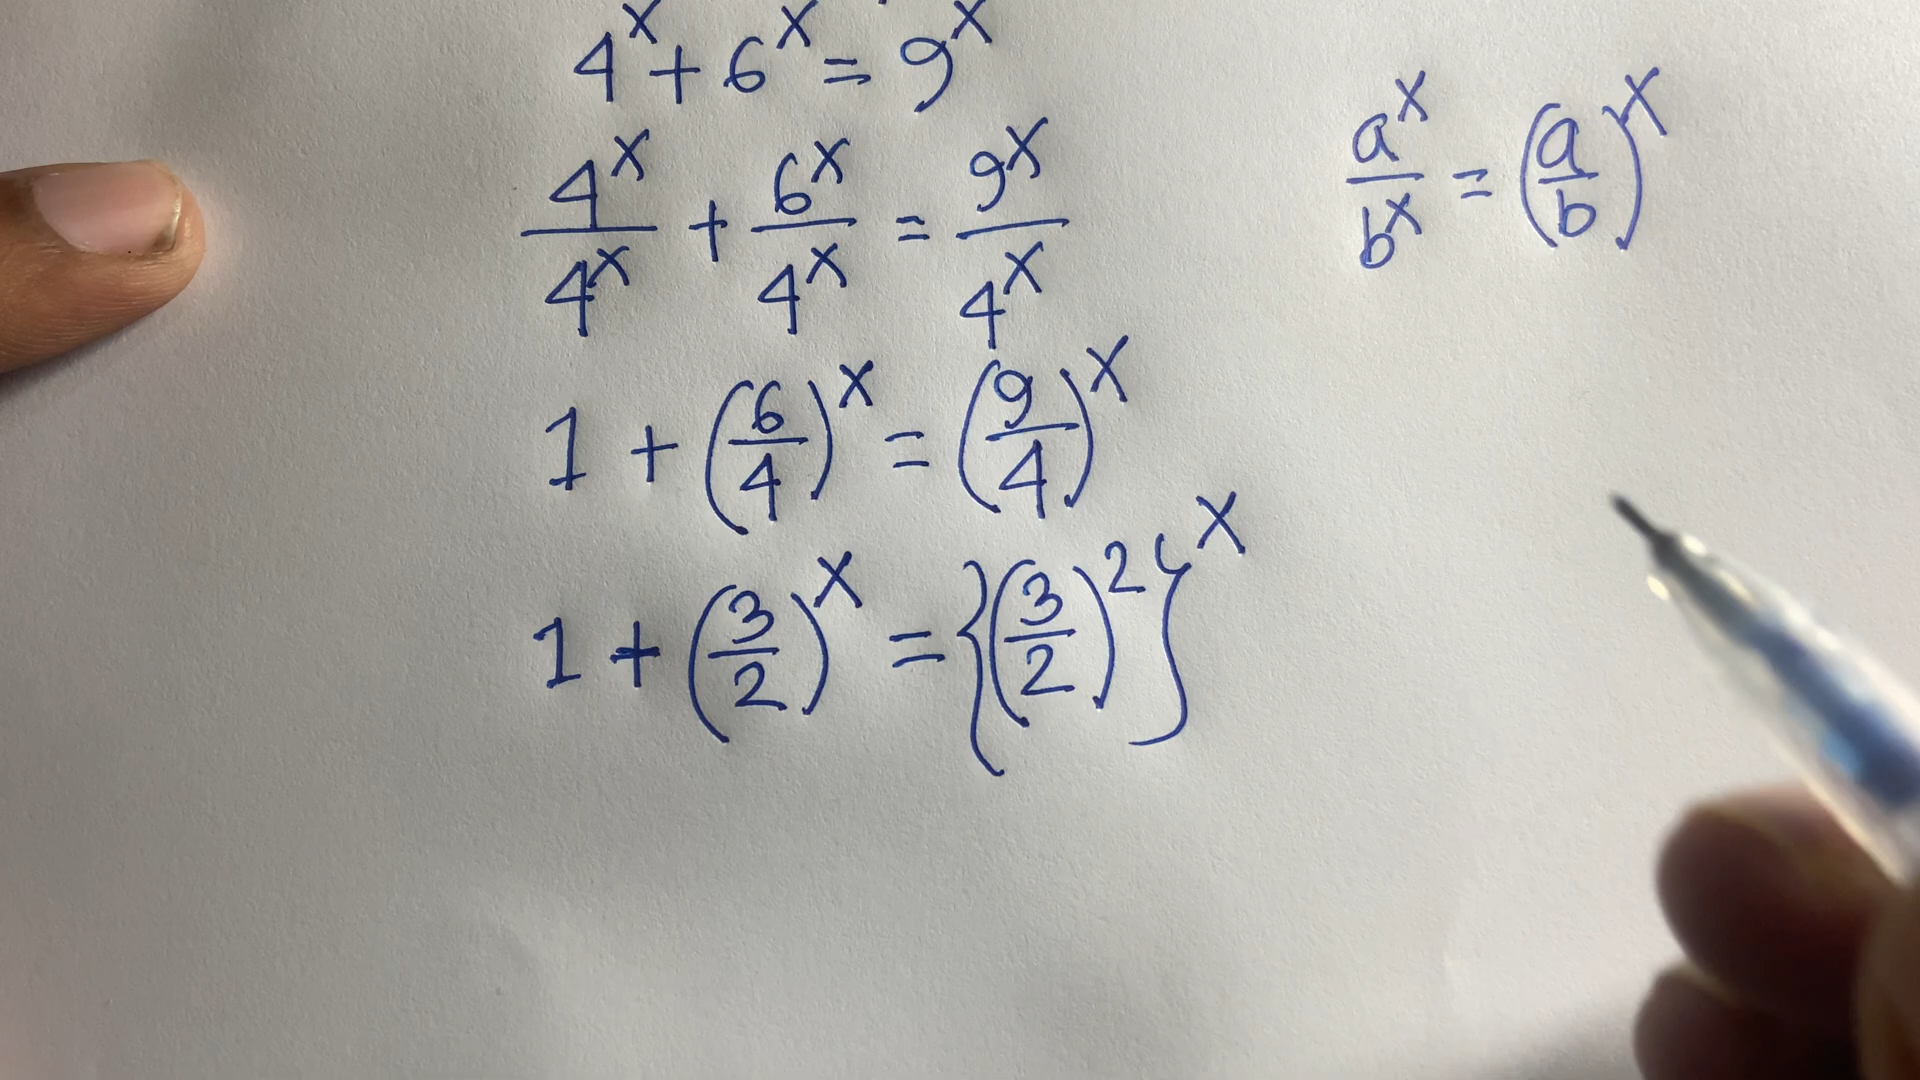 4^x + 6^x = 9^x
4^x/4^x + 6^x/4^x = 9^x/4^x
1 + (6/4)^x = (9/4)^x
1 + (3/2)^x = {(3/2)^2}^x
a^x/b^x = (a/b)^x